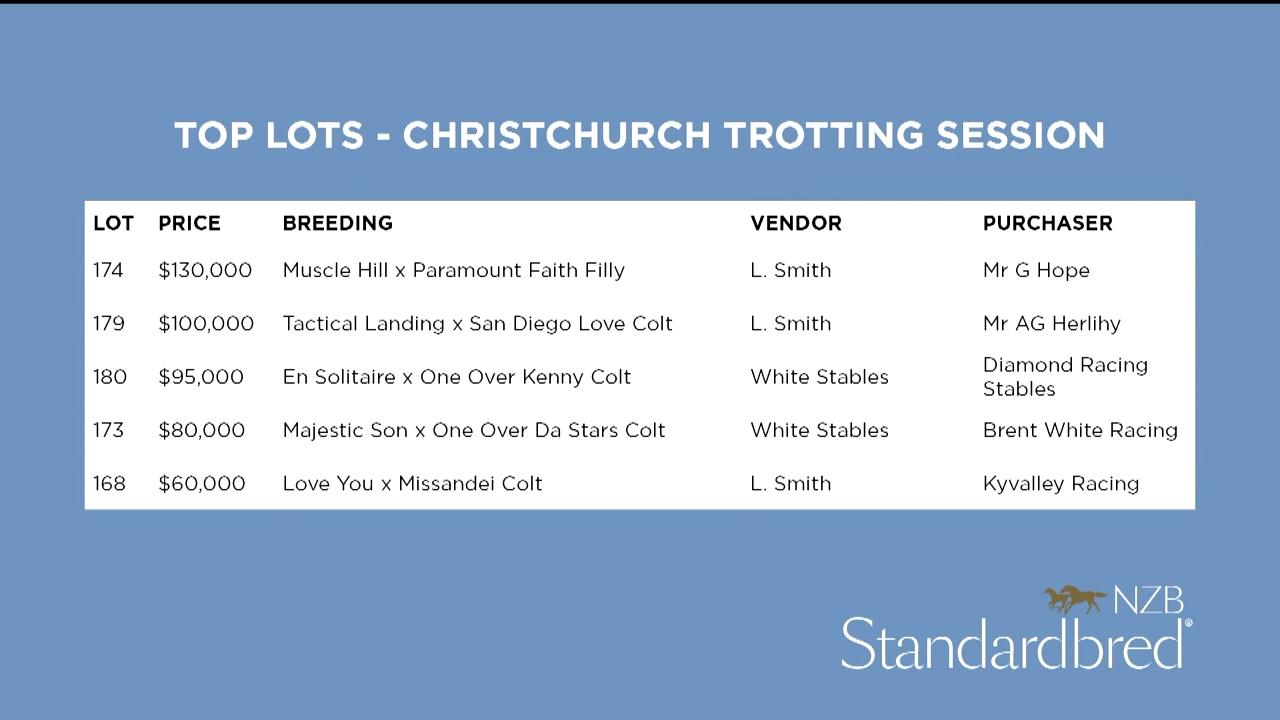 TOP LOTS - CHRISTCHURCH TROTTING SESSION
LOT PRICE BREEDING VENDOR PURCHASER
174 $130,000 Muscle Hill x Paramount Faith Filly L. Smith Mr G Hope
179 $100,000 Tactical Landing x San Diego Love Colt L. Smith Mr AG Herlihy
180 $95,000 En Solitaire x One Over Kenny Colt White Stables Diamond Racing
Stables
173 $80,000 Majestic Son x One Over Da Stars Colt White Stables Brent White Racing
168 $60,000 Love You x Missandei Colt L. Smith Kyvalley Racing
NZB
Standardbred®